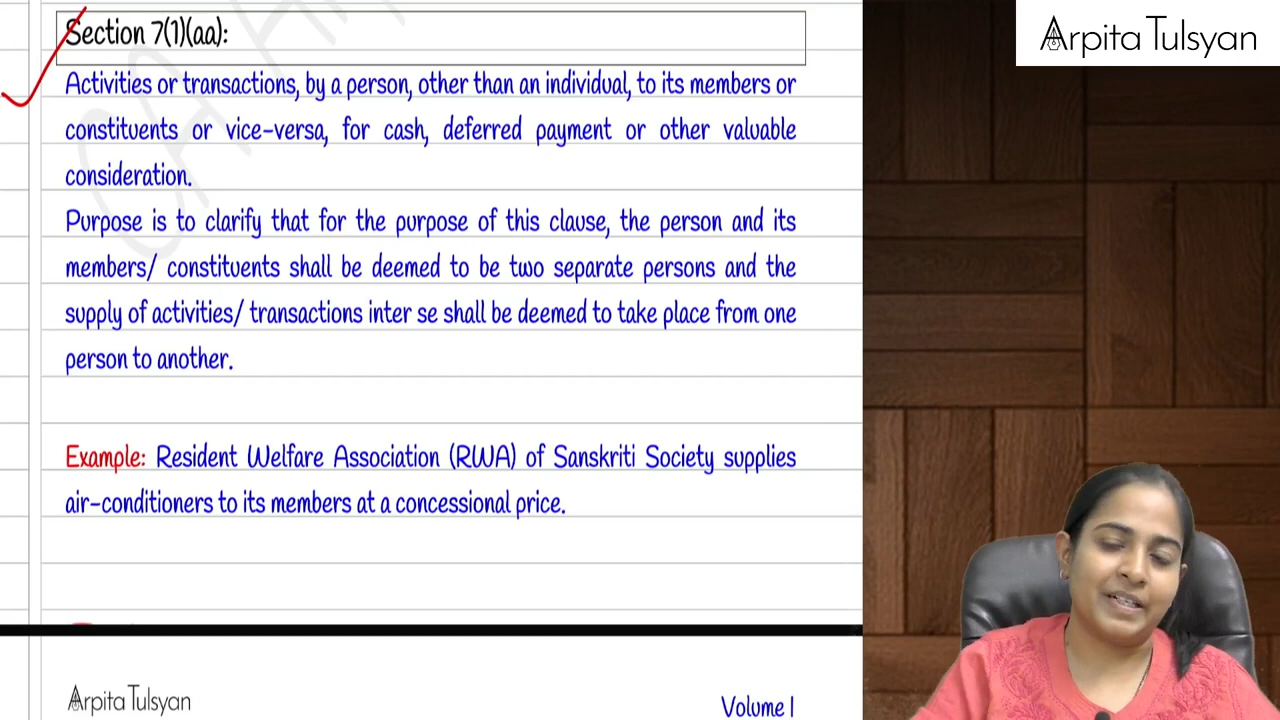 Section 7(1)(aa):
Arpita Tulsyan
Activities or transactions, by a person, other than an individual, to its members or
constituents or vice-versa, for cash, deferred payment or other valuable
consideration.
Purpose is to clarify that for the purpose of this clause, the person and its
members/ constituents shall be deemed to be two separate persons and the
supply of activities/ transactions inter se shall be deemed to take place from one
person to another.
Example: Resident Welfare Association (RWA) of Sanskriti Society supplies
air-conditioners to its members at a concessional price.
Arpita Tulsyan
Volume 1